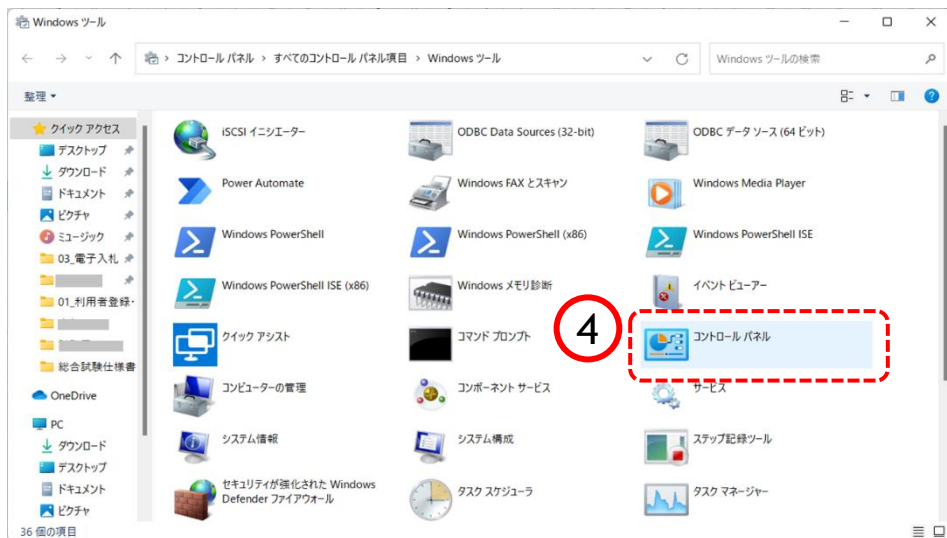 Windows ツール
コントロール パネル > すべてのコントロール パネル項目 > Windows ツール
Windows ツールの検索
整理
クイック アクセス
デスクトップ
ダウンロード
ドキュメント
ピクチャ
ミュージック
03_電子入札
01_利用者登録・
総合試験仕様書
OneDrive
PC
ダウンロード
デスクトップ
ドキュメント
ピクチャ
iSCSI イニシエーター
ODBC Data Sources (32-bit)
ODBC データ ソース (64 ビット)
Power Automate
Windows FAX とスキャン
Windows Media Player
Windows PowerShell
Windows PowerShell (x86)
Windows PowerShell ISE
Windows PowerShell ISE (x86)
Windows メモリ診断
イベント ビューアー
クイック アシスト
コマンド プロンプト
4
コントロール パネル
コンピューターの管理
コンポーネント サービス
サービス
システム情報
システム構成
ステップ記録ツール
セキュリティが強化された Windows
Defender ファイアウォール
タスク スケジューラ
タスク マネージャー
36 個の項目